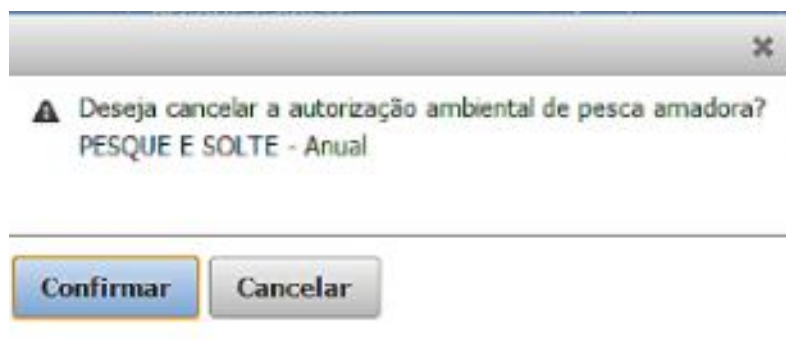 Deseja cancelar a autorização ambiental de pesca amadora?
PESQUE E SOLTE - Anual
Confirmar Cancelar